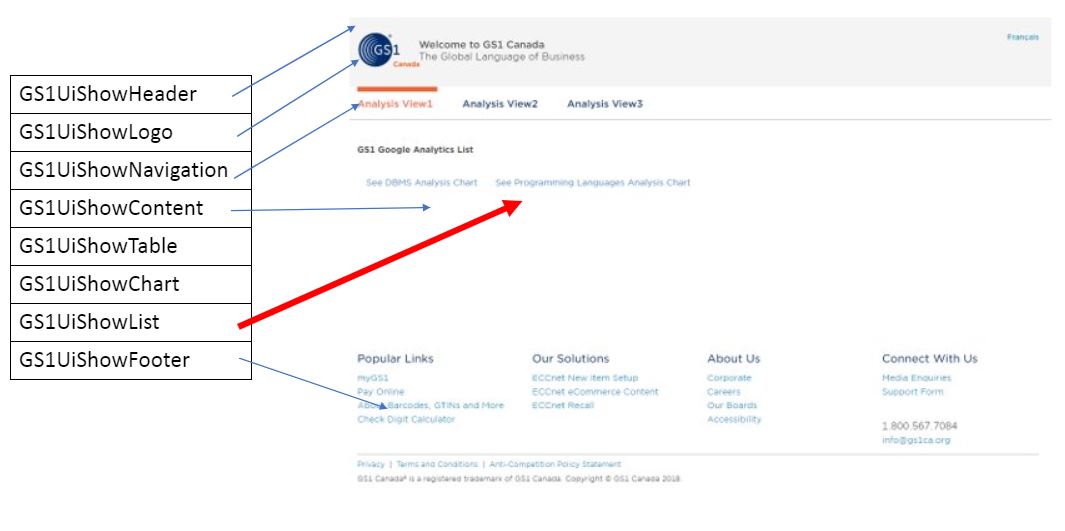 GS1UiShowHeader
GS1UiShowLogo
GS1UiShowNavigation
GS1UiShowContent
GS1UiShowTable
GS1UiShowChart
GS1UiShowList
GS1UiShowFooter
GS1
Canada
Welcome to GS1 Canada
The Global Language of Business
Français
Analysis View1 Analysis View2 Analysis View3
GS1 Google Analytics List
See DBMS Analysis Chart See Programming Languages Analysis Chart
Popular Links Our Solutions About Us Connect With Us
myGS1 ECCnet New Item Setup Corporate Media Enquiries
Pay Online ECCnet eCommerce Content Careers Support Form
About Barcodes, GTINs and More ECCnet Recall Our Boards
Check Digit Calculator Accessibility
1.800.567.7084
info@gs1ca.org
Privacy | Terms and Conditions | Anti-Competition Policy Statement
GS1 Canada® is a registered trademark of GS1 Canada. Copyright © GS1 Canada 2018.